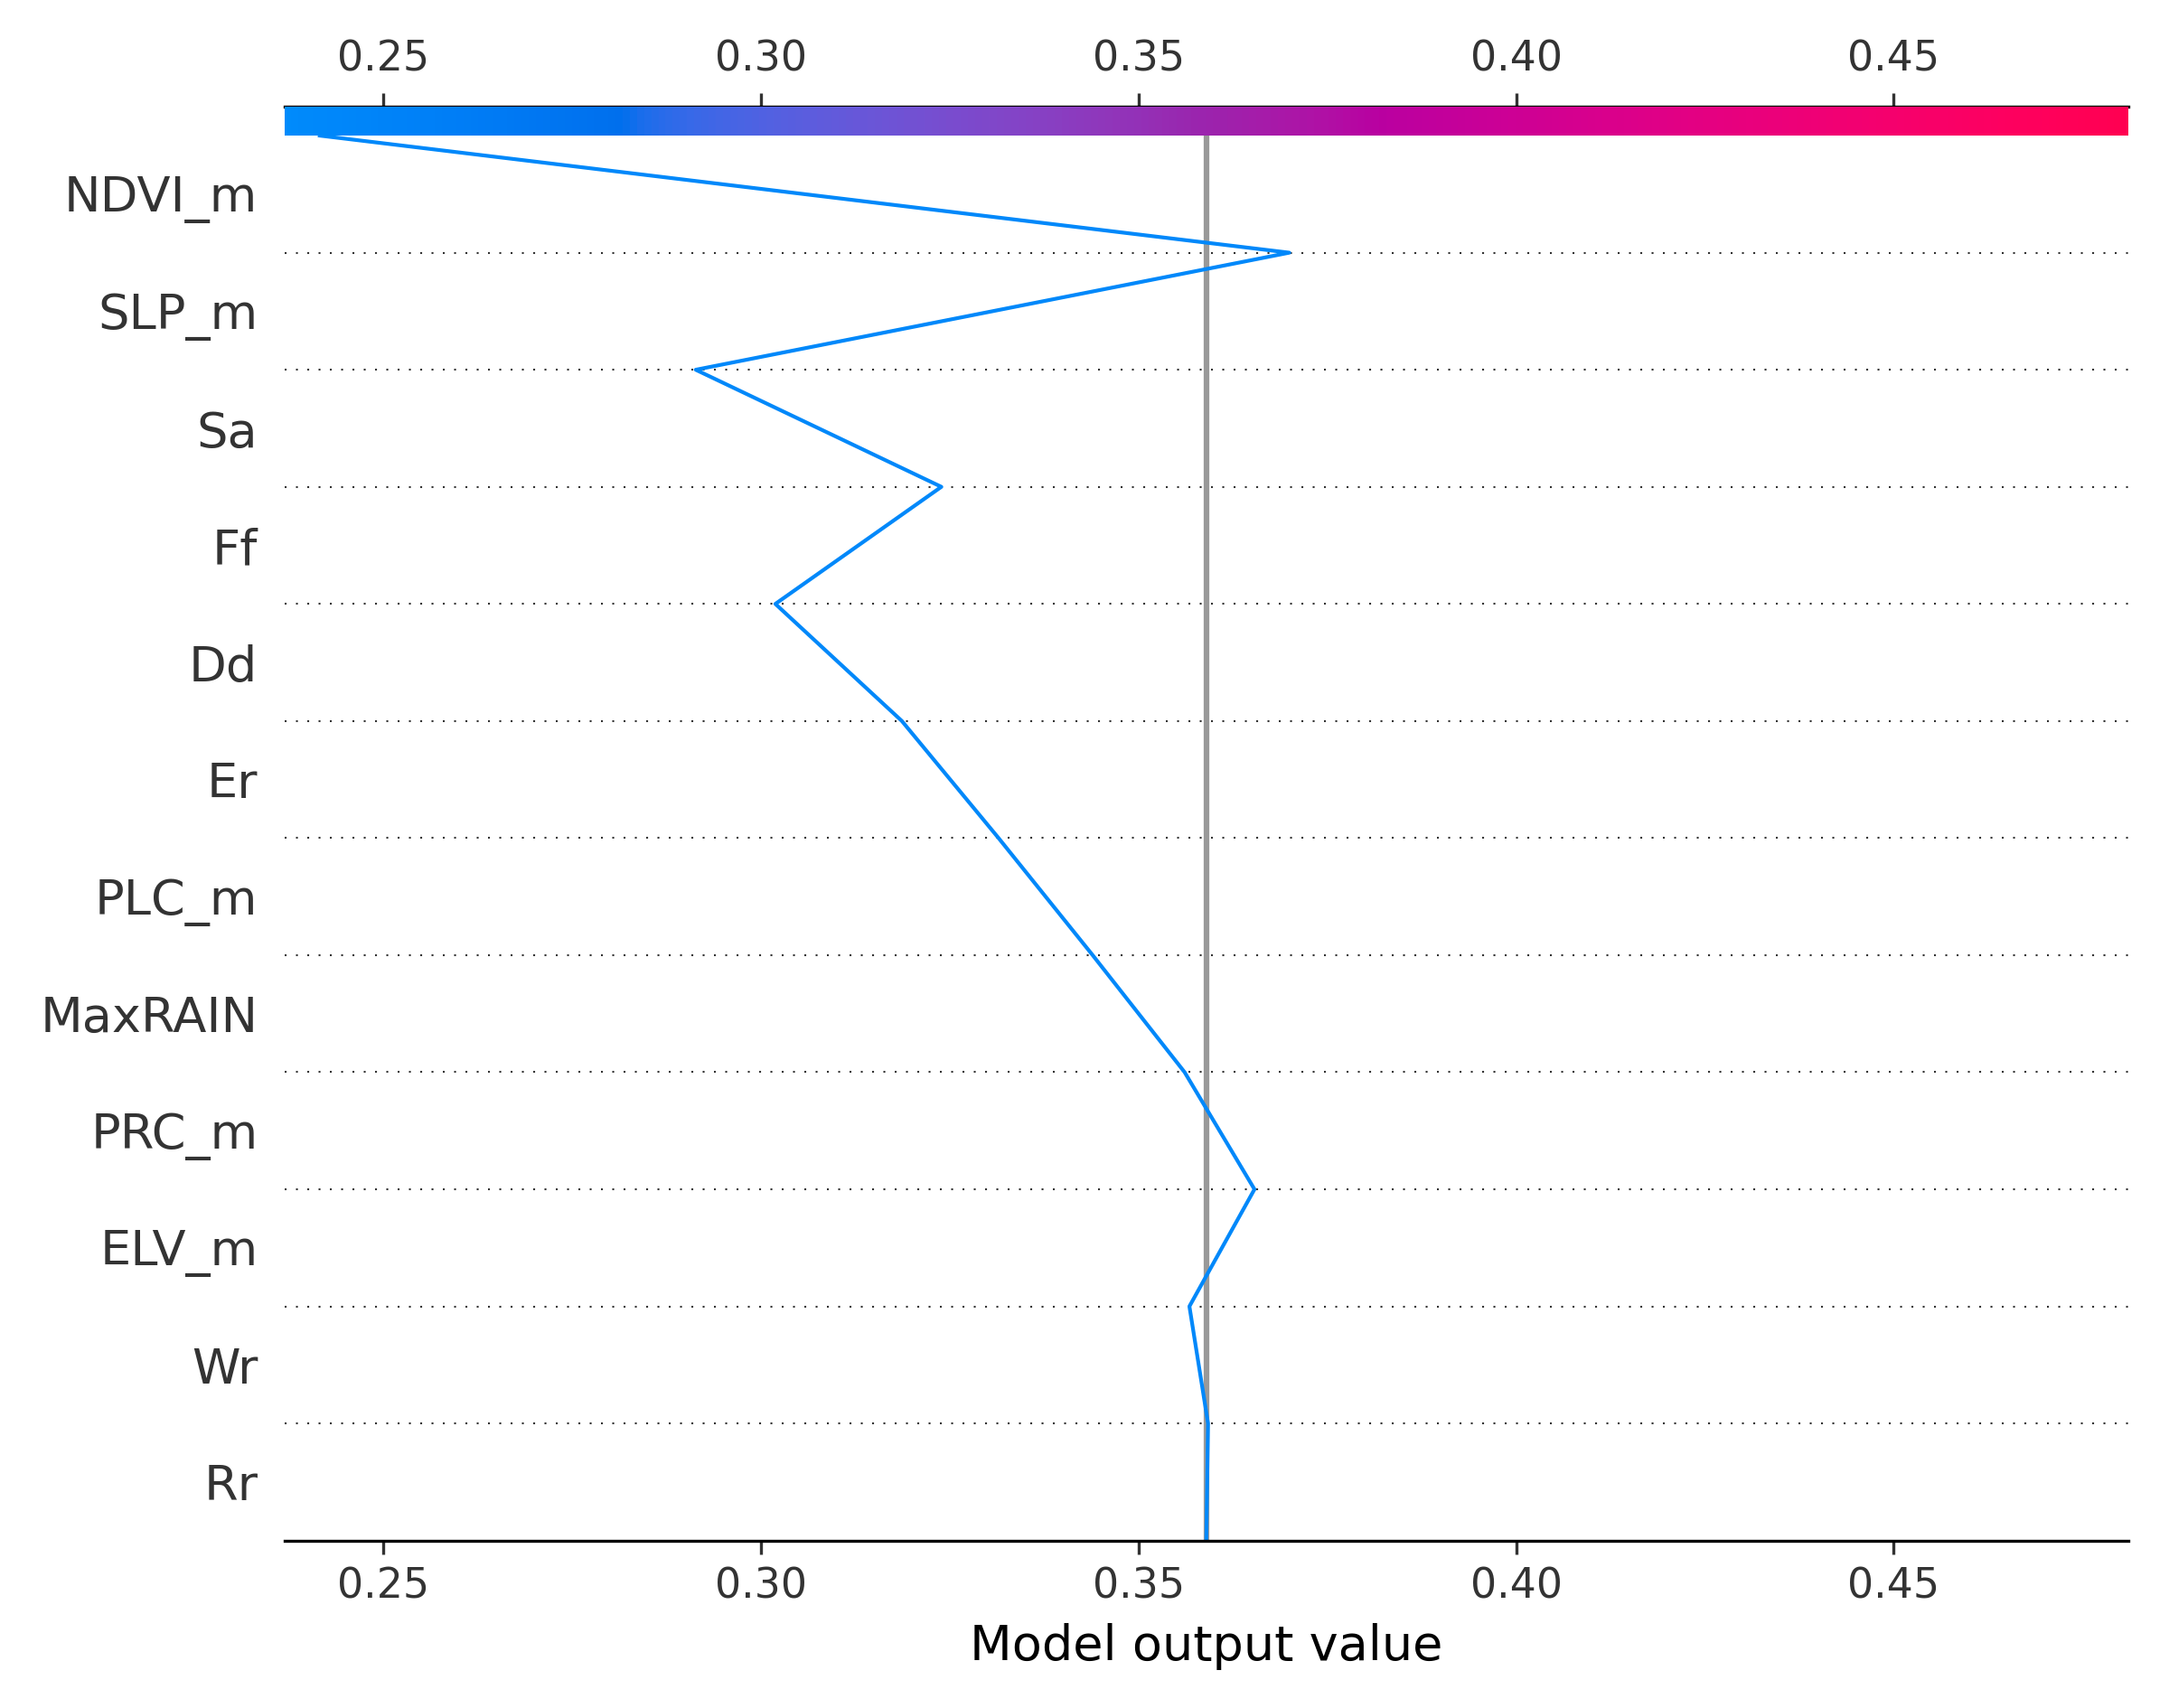 0.25 0.30 0.35 0.40 0.45
NDVI_m
SLP_m
Sa
Ff
Dd
Er
PLC_m
MaxRAIN
PRC_m
ELV_m
Wr
Rr
0.25 0.30 0.35 0.40 0.45
Model output value